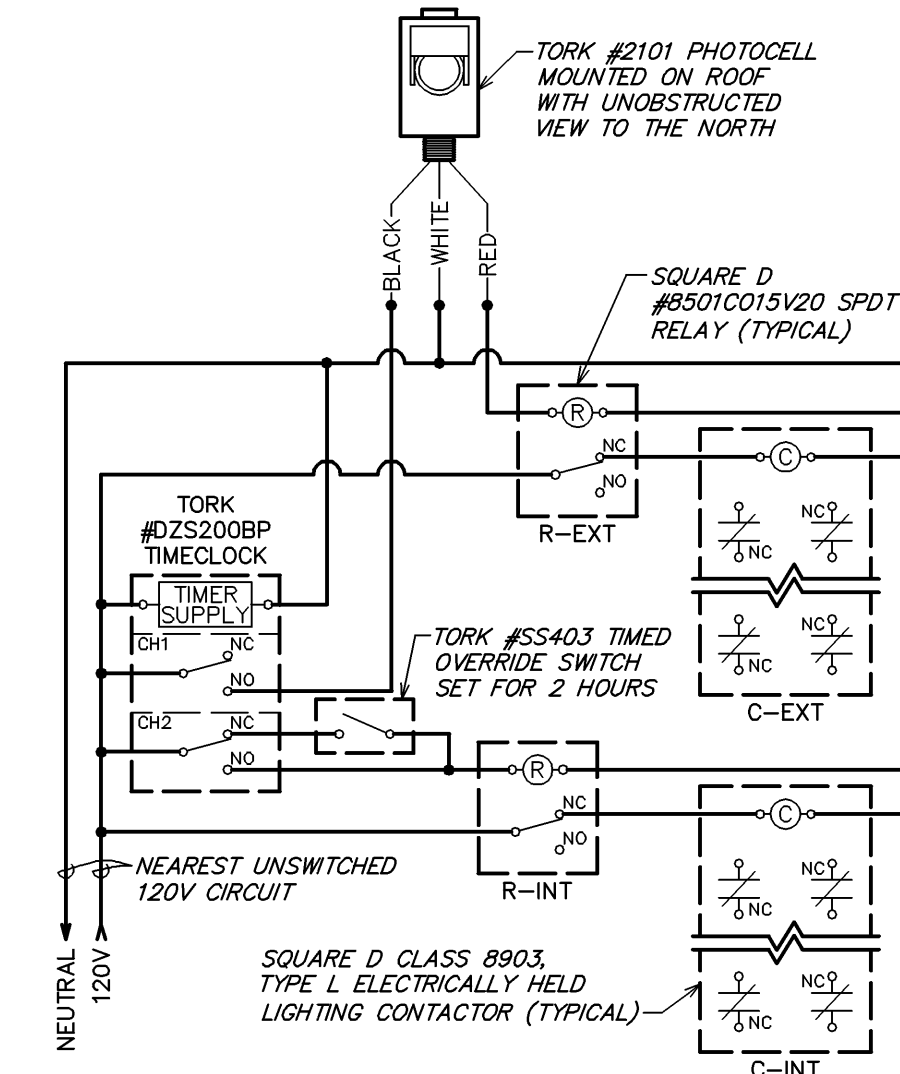 TORK #2101 PHOTOCELL
MOUNTED ON ROOF
WITH UNOBSTRUCTED
VIEW TO THE NORTH
BLACK
WHITE
RED
SQUARE D
#8501CO15V20 SPDT
RELAY (TYPICAL)
R
NC
NO
R-EXT
C
NC
NC
NC
NC
C-EXT
TORK
#DZS200BP
TIMECLOCK
TIMER
SUPPLY
CH1
NC
NO
CH2
NC
NO
TORK #SS403 TIMED
OVERRIDE SWITCH
SET FOR 2 HOURS
R
NC
NO
R-INT
C
NC
NC
NC
NC
C-INT
NEAREST UNSWITCHED
120V CIRCUIT
NEUTRAL
120V
SQUARE D CLASS 8903,
TYPE L ELECTRICALLY HELD
LIGHTING CONTACTOR (TYPICAL)